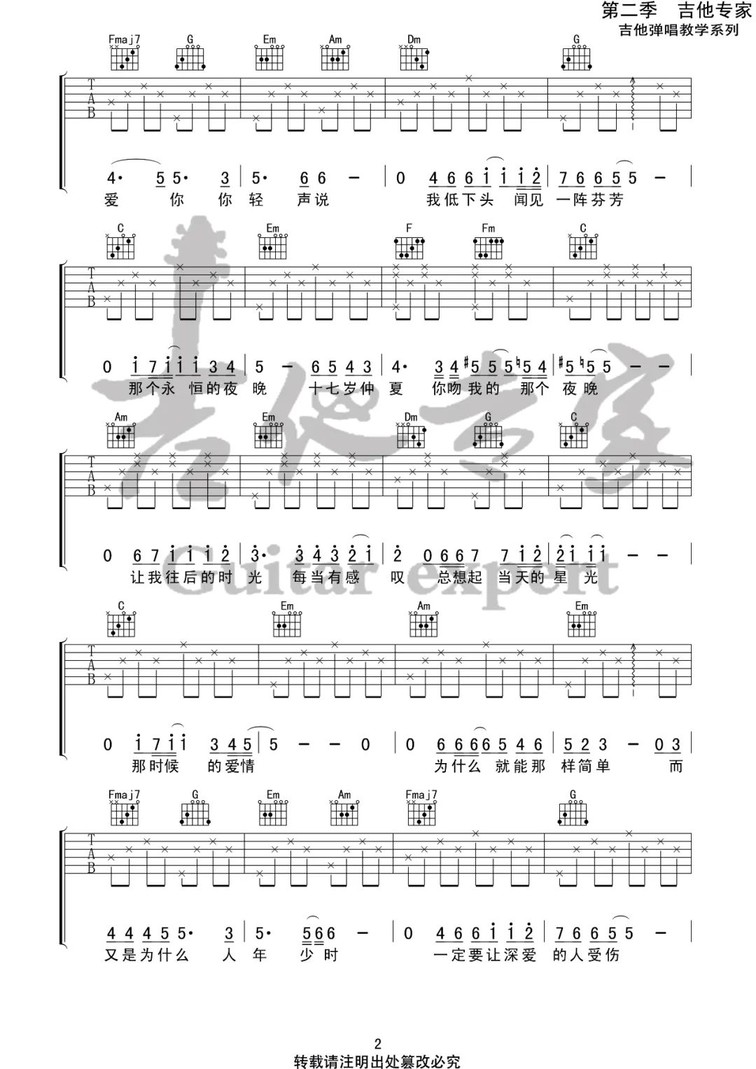 第二季 吉他专家
吉他弹唱教学系列
Fmaj7 G Em Am Dm G
T
A
B
4· 5 5· 3 5· 6 6 - 0 4 6 6 i i i 2 7 6 6 5 5 -
爱 你 你 轻 声说 我低下头 闻见 一阵芬芳
C Em F Fm C
T
A
B
0 i 7 i i i 3 4 5 - 6 5 4 3 4· 3 4 #5 5 ♮5 4 #5 5 ♮5 -
那个永 恒的夜 晚 十七岁仲 夏 你吻我的 那个 夜晚
Am Em Dm G C
T
A
B
0 6 7 i i i 2 3· 3 4 3 2 i i 0 6 6 7 7 i i 2 i i -
让我往后的时 光 每当有感 叹 总想起 当天的星 光
Guitar expert
C Em Am Em
T
A
B
0 i 7 i i 3 4 5 5 - - 0 0 6 6 6 6 5 4 6 5 2 3 - 0 3
那时候 的爱情 为什么 就能那 样简单 而
Fmaj7 G Em Am Fmaj7 G
T
A
B
4 4 4 5 5· 3 3· 5 6 6 - 0 4 6 6 i i 2 7 6 6 5 5 -
又是为什么 人 年 少时 一定要让深爱 的人受伤
2
转载请注明出处篡改必究